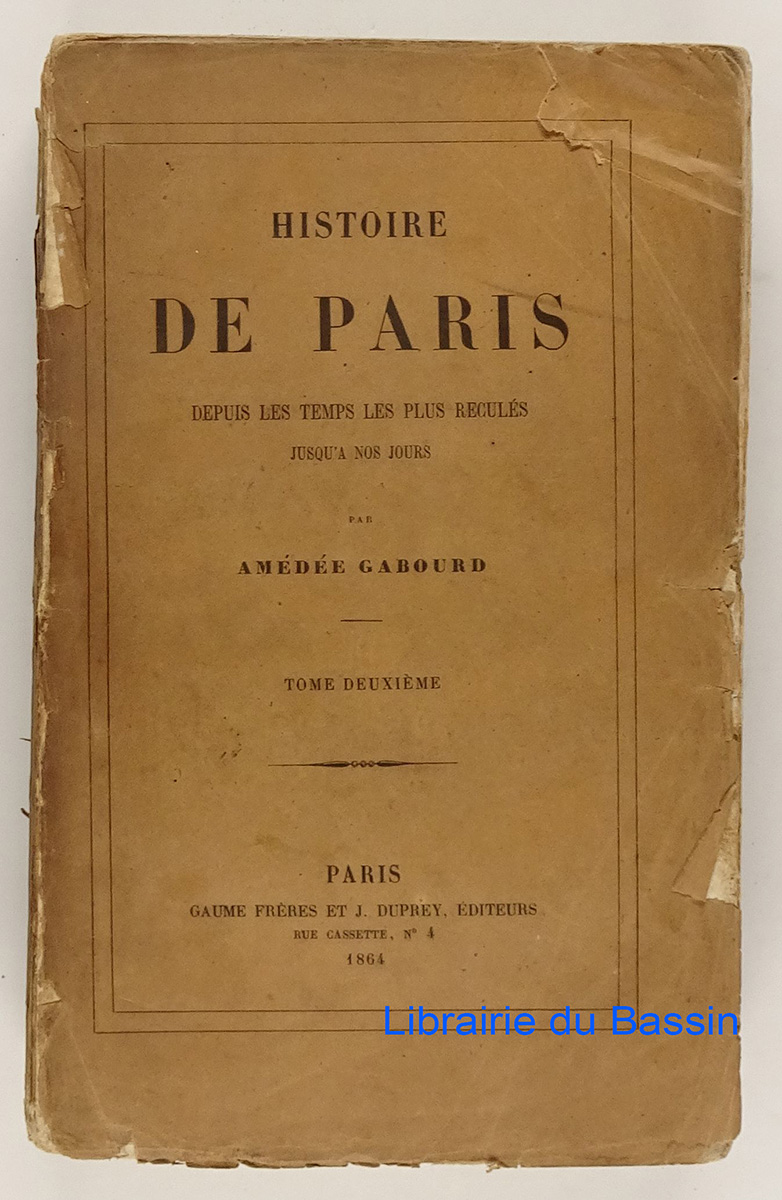 HISTOIRE
DE PARIS
DEPUIS LES TEMPS LES PLUS RECULÉS
JUSQU'A NOS JOURS
PAR
AMÉDÉE GABOURD
TOME DEUXIÈME
PARIS
GAUME FRÈRES ET J. DUPREY, ÉDITEURS
RUE CASSETTE, Nº 4
1864
Librairie du Bassin